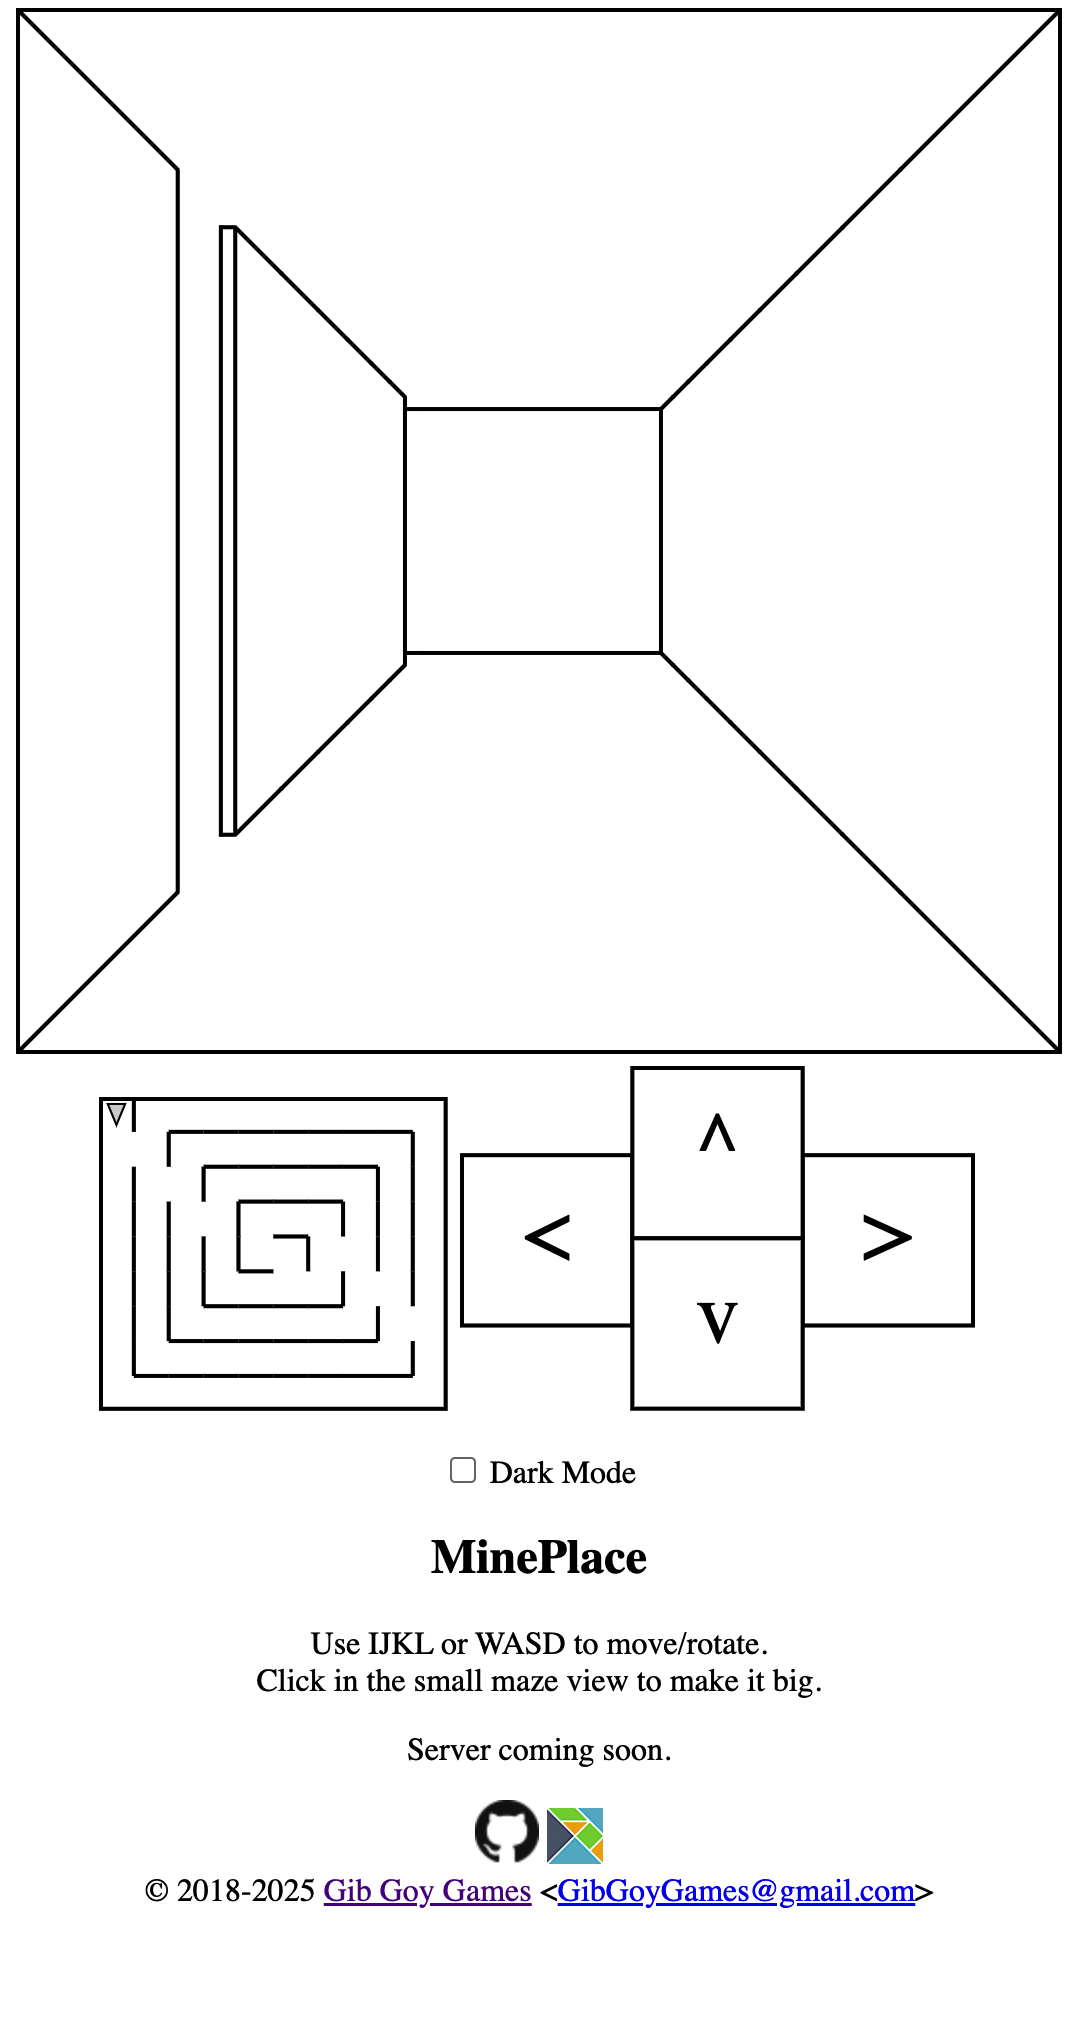 ^
< >
v
Dark Mode
MinePlace
Use IJKL or WASD to move/rotate.
Click in the small maze view to make it big.
Server coming soon.
© 2018-2025 Gib Goy Games <GibGoyGames@gmail.com>